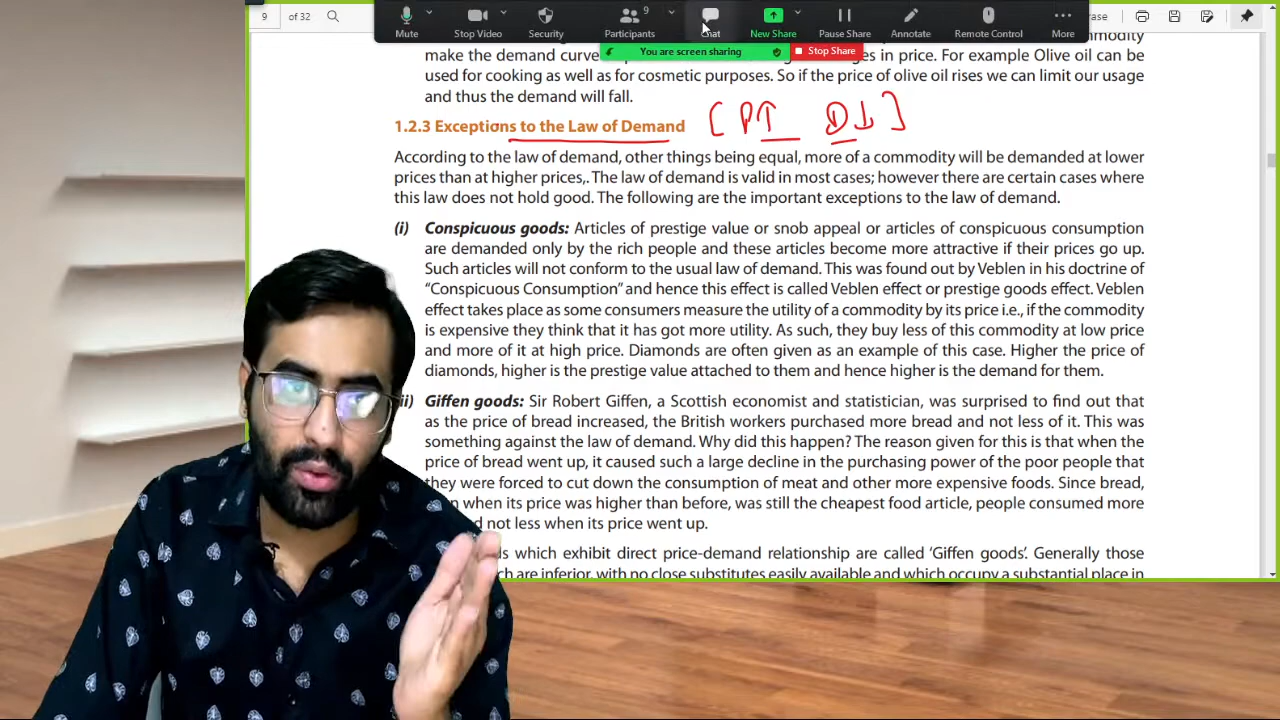 9 of 32 rase
9
Mute Stop Video Security Participants Chat New Share Pause Share Annotate Remote Control More
You are screen sharing Stop Share
make the demand curve es in price. For example Olive oil can be
used for cooking as well as for cosmetic purposes. So if the price of olive oil rises we can limit our usage
and thus the demand will fall.
1.2.3 Exceptions to the Law of Demand [P↑ D↓]
According to the law of demand, other things being equal, more of a commodity will be demanded at lower
prices than at higher prices,. The law of demand is valid in most cases; however there are certain cases where
this law does not hold good. The following are the important exceptions to the law of demand.
(i) Conspicuous goods: Articles of prestige value or snob appeal or articles of conspicuous consumption
are demanded only by the rich people and these articles become more attractive if their prices go up.
Such articles will not conform to the usual law of demand. This was found out by Veblen in his doctrine of
“Conspicuous Consumption” and hence this effect is called Veblen effect or prestige goods effect. Veblen
effect takes place as some consumers measure the utility of a commodity by its price i.e., if the commodity
is expensive they think that it has got more utility. As such, they buy less of this commodity at low price
and more of it at high price. Diamonds are often given as an example of this case. Higher the price of
diamonds, higher is the prestige value attached to them and hence higher is the demand for them.
ii) Giffen goods: Sir Robert Giffen, a Scottish economist and statistician, was surprised to find out that
as the price of bread increased, the British workers purchased more bread and not less of it. This was
something against the law of demand. Why did this happen? The reason given for this is that when the
price of bread went up, it caused such a large decline in the purchasing power of the poor people that
they were forced to cut down the consumption of meat and other more expensive foods. Since bread,
when its price was higher than before, was still the cheapest food article, people consumed more
d not less when its price went up.
s which exhibit direct price-demand relationship are called ‘Giffen goods’. Generally those
ch are inferior, with no close substitutes easily available and which occupy a substantial place in